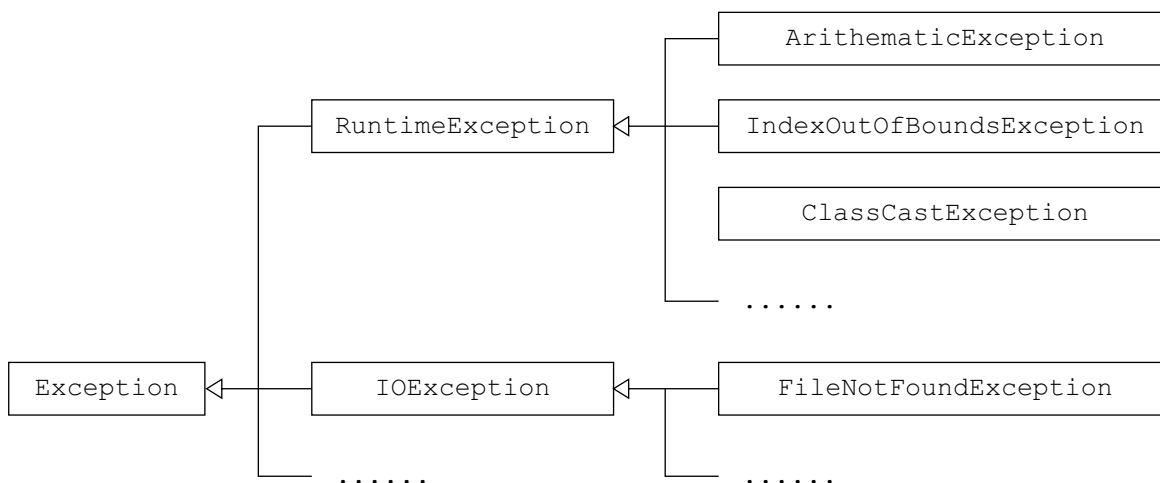 ArithematicException
RuntimeException
IndexOutOfBoundsException
ClassCastException
......
Exception
IOException
FileNotFoundException
......
......